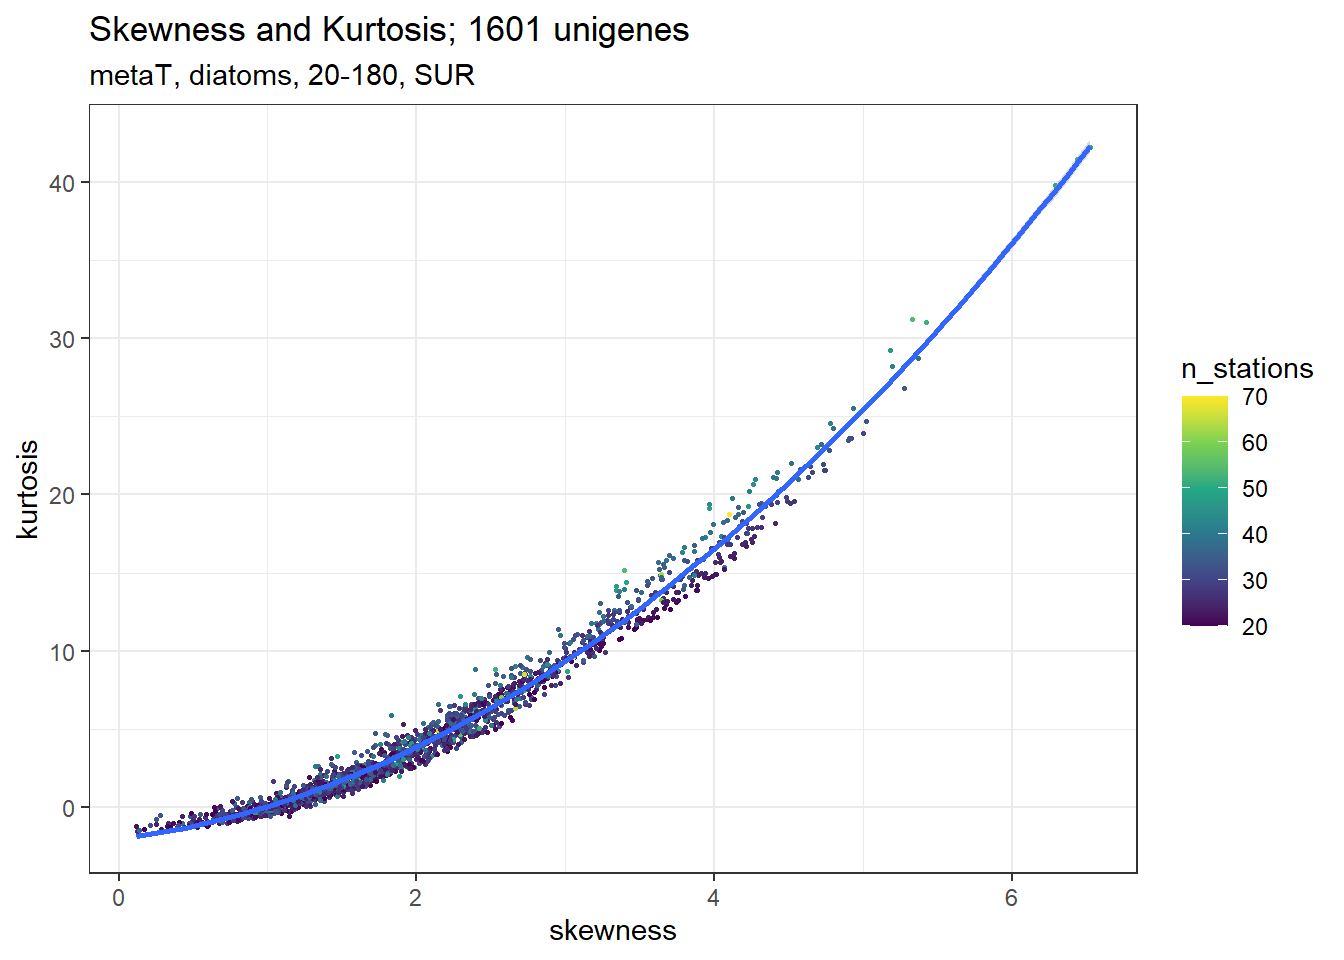 Skewness and Kurtosis; 1601 unigenes
metaT, diatoms, 20-180, SUR
kurtosis
40
30
20
10
0
0 2 4 6
skewness
n_stations
70
60
50
40
30
20